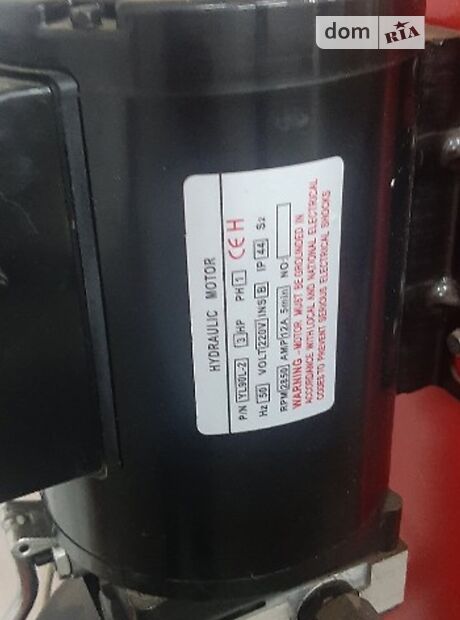 dom RIA
HYDRAULIC MOTOR
P/N YL90L-2 3 HP PH 1 CE H
Hz 50 VOLT 220V INS B IP 44 S2
RPM 2850 AMP 12A 5min NO:
WARNING - MOTOR MUST BE GROUNDED IN
ACCORDANCE WITH LOCAL AND NATIONAL ELECTRICAL
CODES TO PREVENT SERIOUS ELECTRICAL SHOCKS